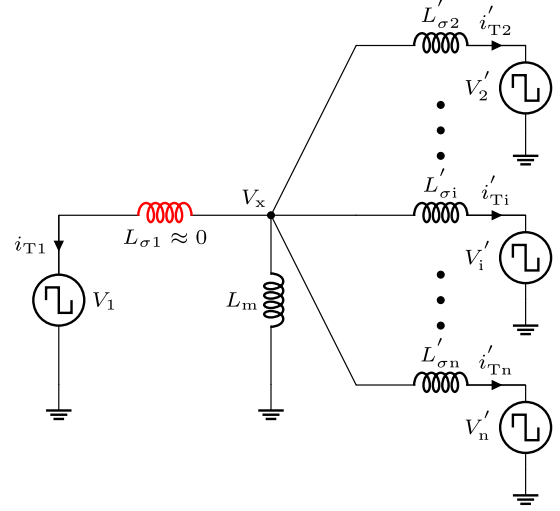 L′σ2
i′T2
V′2
L′σi
i′Ti
V′i
Vx
Lσ1 ≈ 0
iT1
V1
Lm
L′σn
i′Tn
V′n